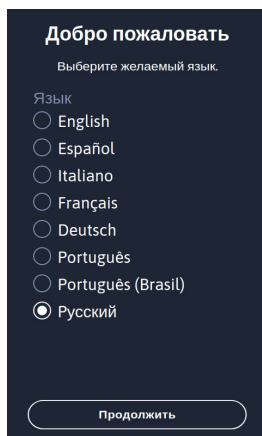 Добро пожаловать
Выберите желаемый язык.
Язык
English
Español
Italiano
Français
Deutsch
Português
Português (Brasil)
Русский
Продолжить